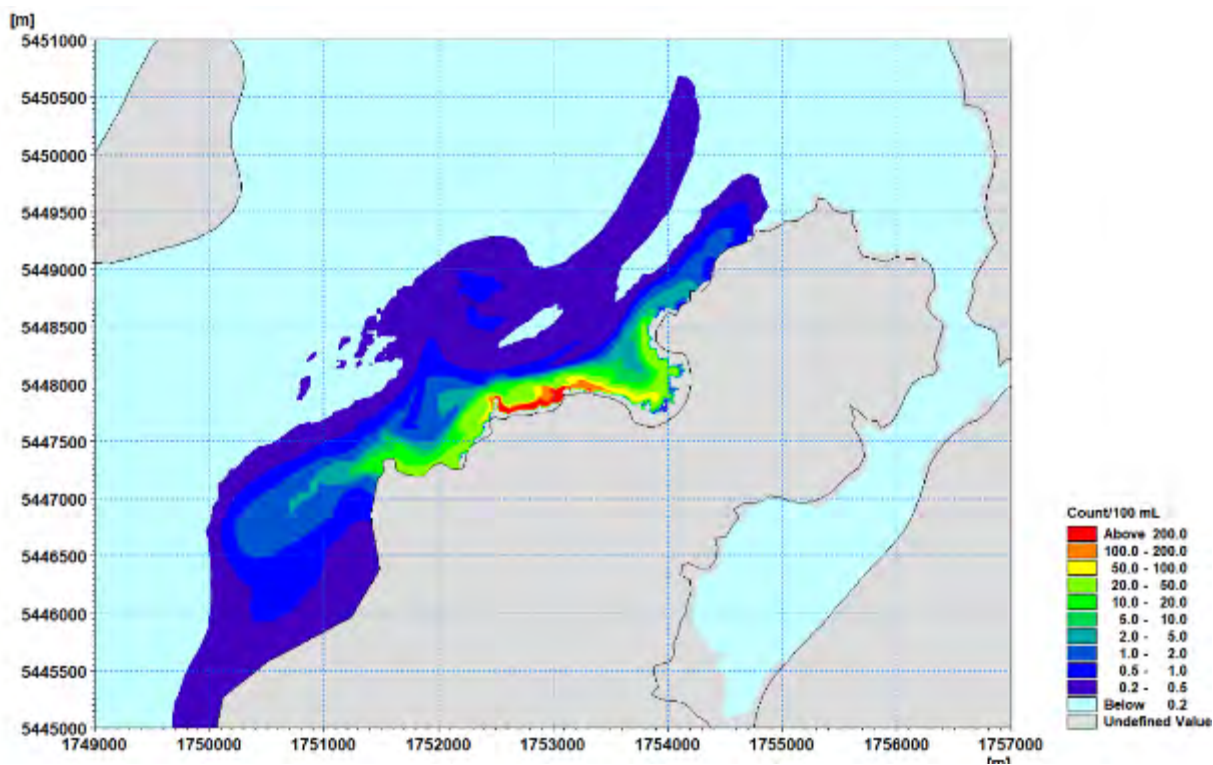 [m]
5451000
5450500
5450000
5449500
5449000
5448500
5448000
5447500
5447000
5446500
5446000
5445500
5445000
1749000 1750000 1751000 1752000 1753000 1754000 1755000 1756000 1757000
[m]
Count/100 mL
Above 200.0
100.0 - 200.0
50.0 - 100.0
20.0 - 50.0
10.0 - 20.0
5.0 - 10.0
2.0 - 5.0
1.0 - 2.0
0.5 - 1.0
0.2 - 0.5
Below 0.2
Undefined Value